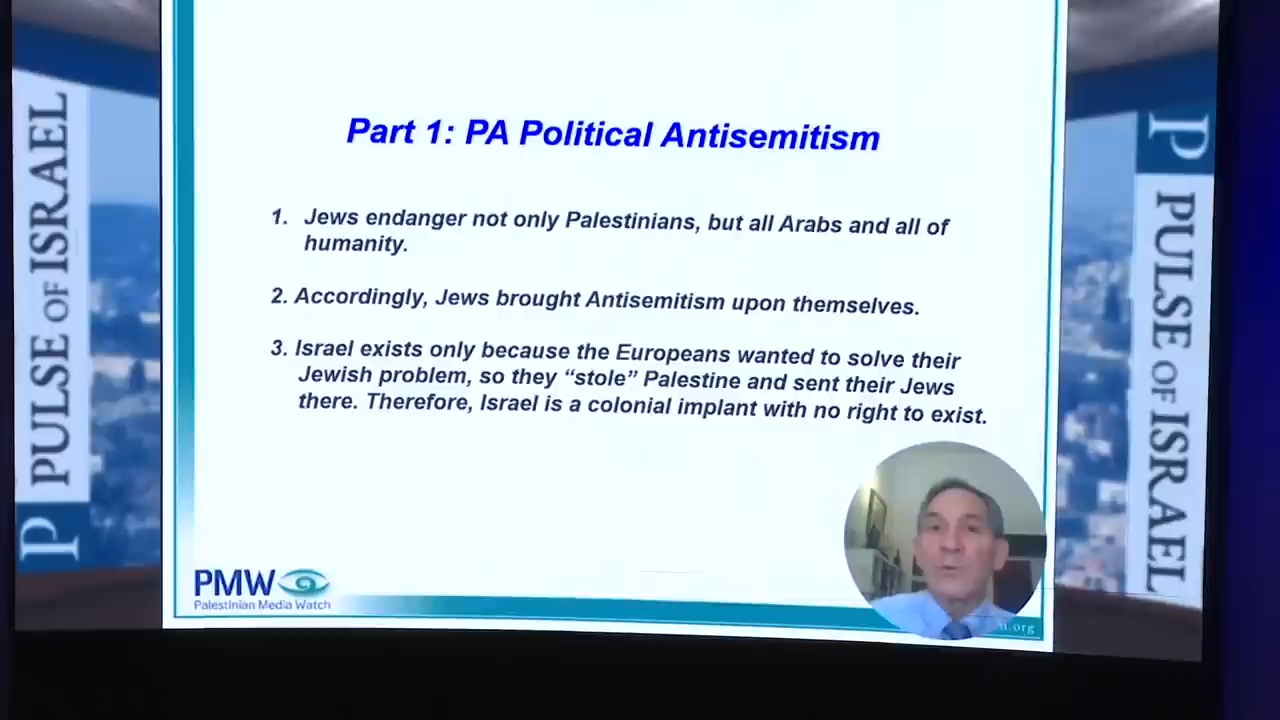 Part 1: PA Political Antisemitism
1. Jews endanger not only Palestinians, but all Arabs and all of
humanity.
2. Accordingly, Jews brought Antisemitism upon themselves.
3. Israel exists only because the Europeans wanted to solve their
Jewish problem, so they “stole” Palestine and sent their Jews
there. Therefore, Israel is a colonial implant with no right to exist.
PMW
Palestinian Media Watch
.org
P PULSE OF ISRAEL
P PULSE OF ISRAEL